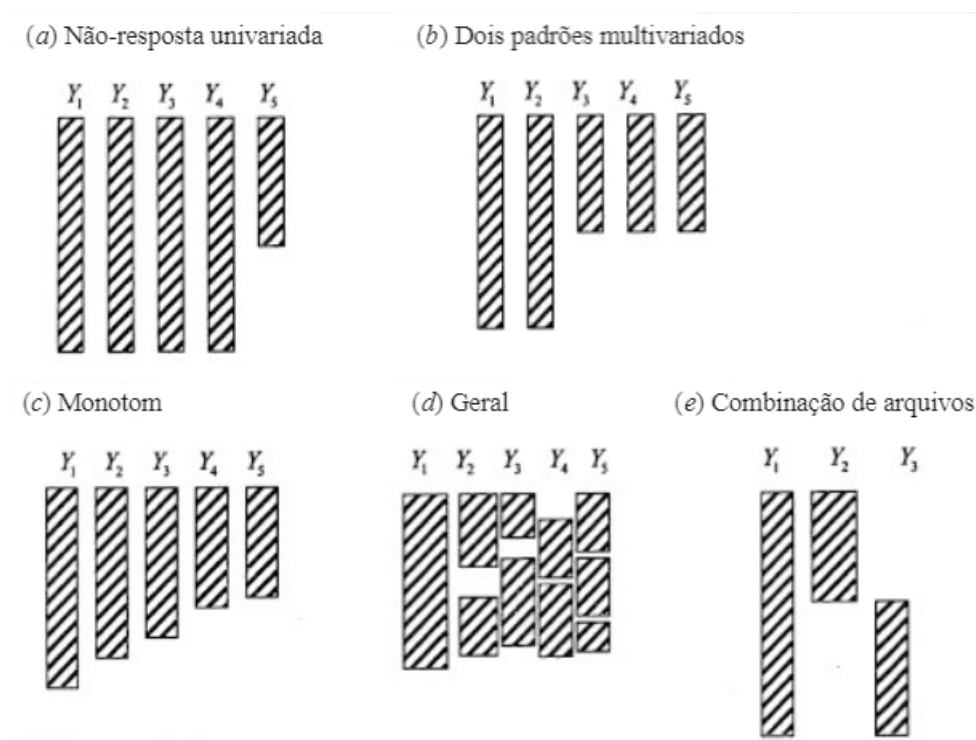 (a) Não-resposta univariada
(b) Dois padrões multivariados
Y₁ Y₂ Y₃ Y₄ Y₅
Y₁ Y₂ Y₃ Y₄ Y₅
(c) Monotom
(d) Geral
(e) Combinação de arquivos
Y₁ Y₂ Y₃ Y₄ Y₅
Y₁ Y₂ Y₃ Y₄ Y₅
Y₁ Y₂ Y₃